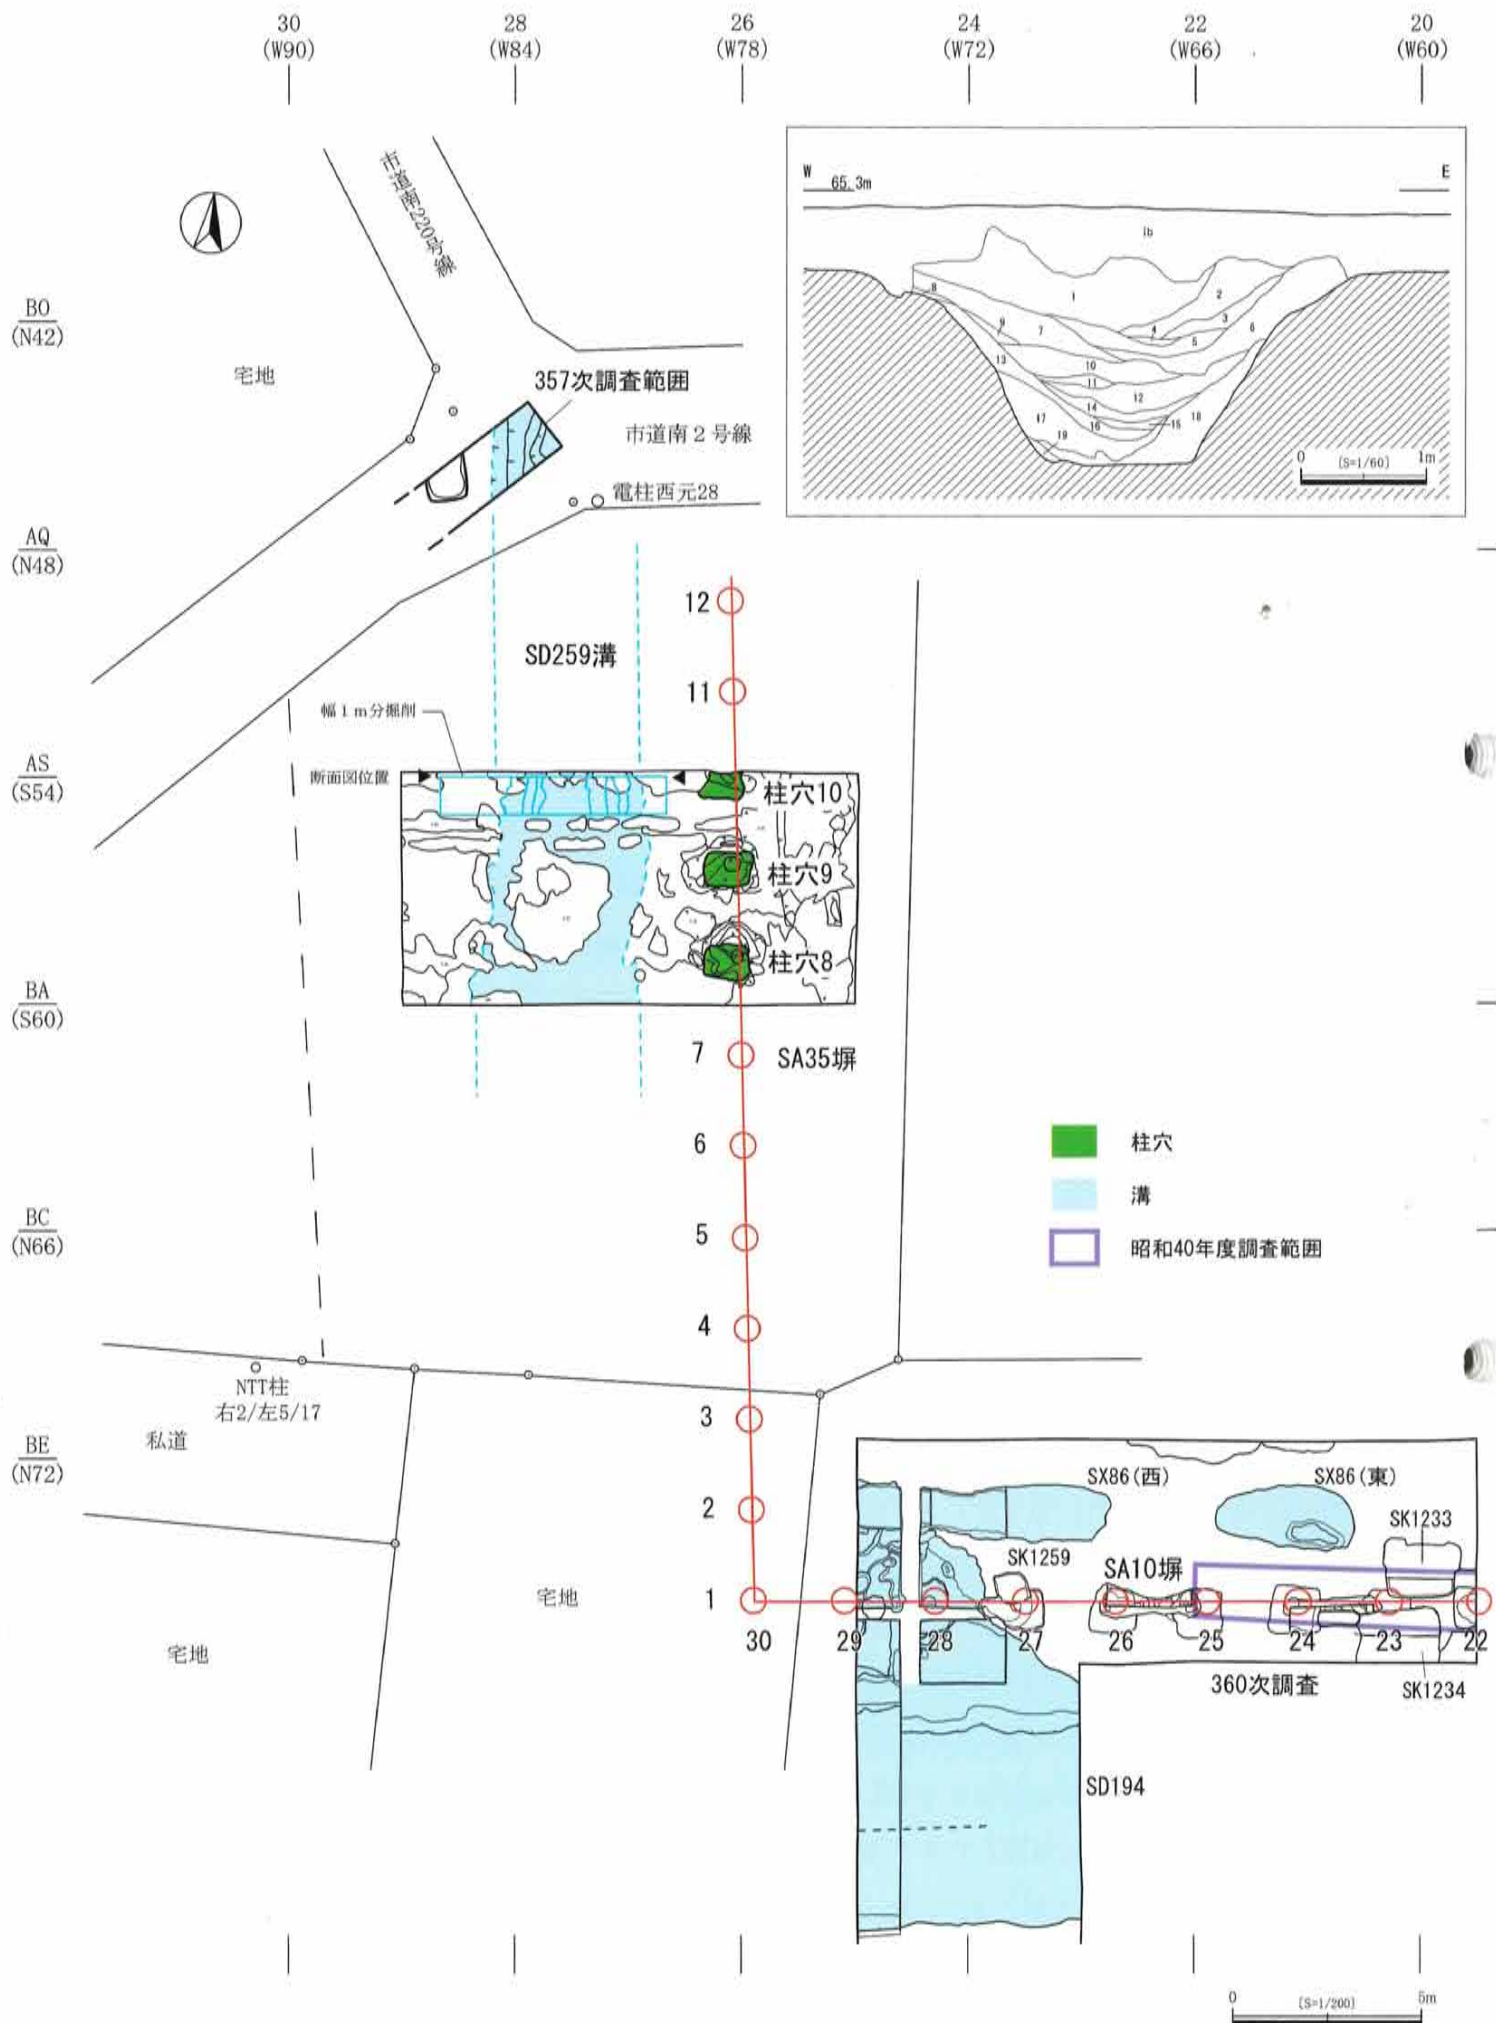 30
(W90)
28
(W84)
26
(W78)
24
(W72)
22
(W66)
20
(W60)
W
65.3m
E
Ib
1
2
3
4
5
6
7
8
9
10
11
12
13
14
15
16
17
18
19
0
[S=1/60]
1m
市道南220号線
BO
(N42)
宅地
357次調査範囲
市道南2号線
電柱西元28
AQ
(N48)
12
SD259溝
11
幅1m分掘削
AS
(S54)
断面図位置
柱穴10
柱穴9
柱穴8
BA
(S60)
7
SA35塀
6
柱穴
溝
BC
(N66)
5
昭和40年度調査範囲
4
NTT柱
右2/左5/17
3
私道
BE
(N72)
SX86(西)
SX86(東)
2
SK1233
SK1259
SA10塀
宅地
1
30
29
28
27
26
25
24
23
22
宅地
360次調査
SK1234
SD194
0
[S=1/200]
5m